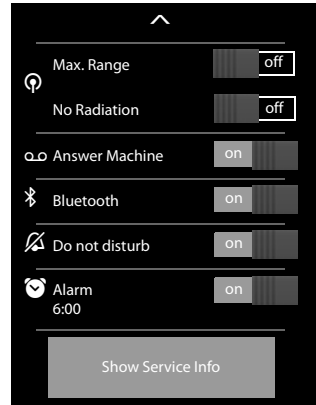 Max. Range off
No Radiation off
Answer Machine on
Bluetooth on
Do not disturb on
Alarm on
6:00
Show Service Info